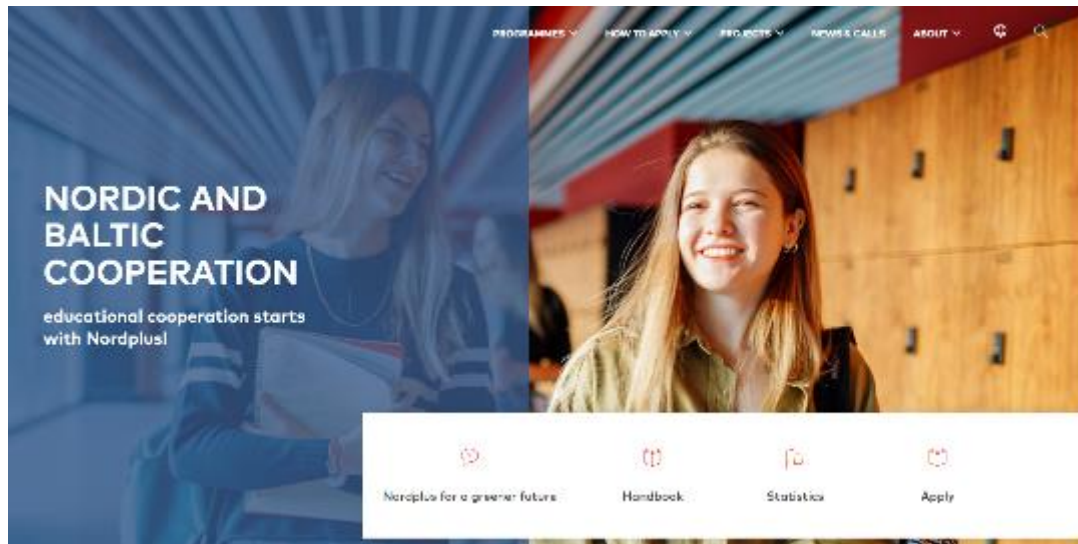 PROGRAMMES HOW TO APPLY PROJECTS NEWS & CALLS ABOUT
NORDIC AND
BALTIC
COOPERATION
educational cooperation starts
with Nordplus!
Nordplus for a greener future Handbook Statistics Apply